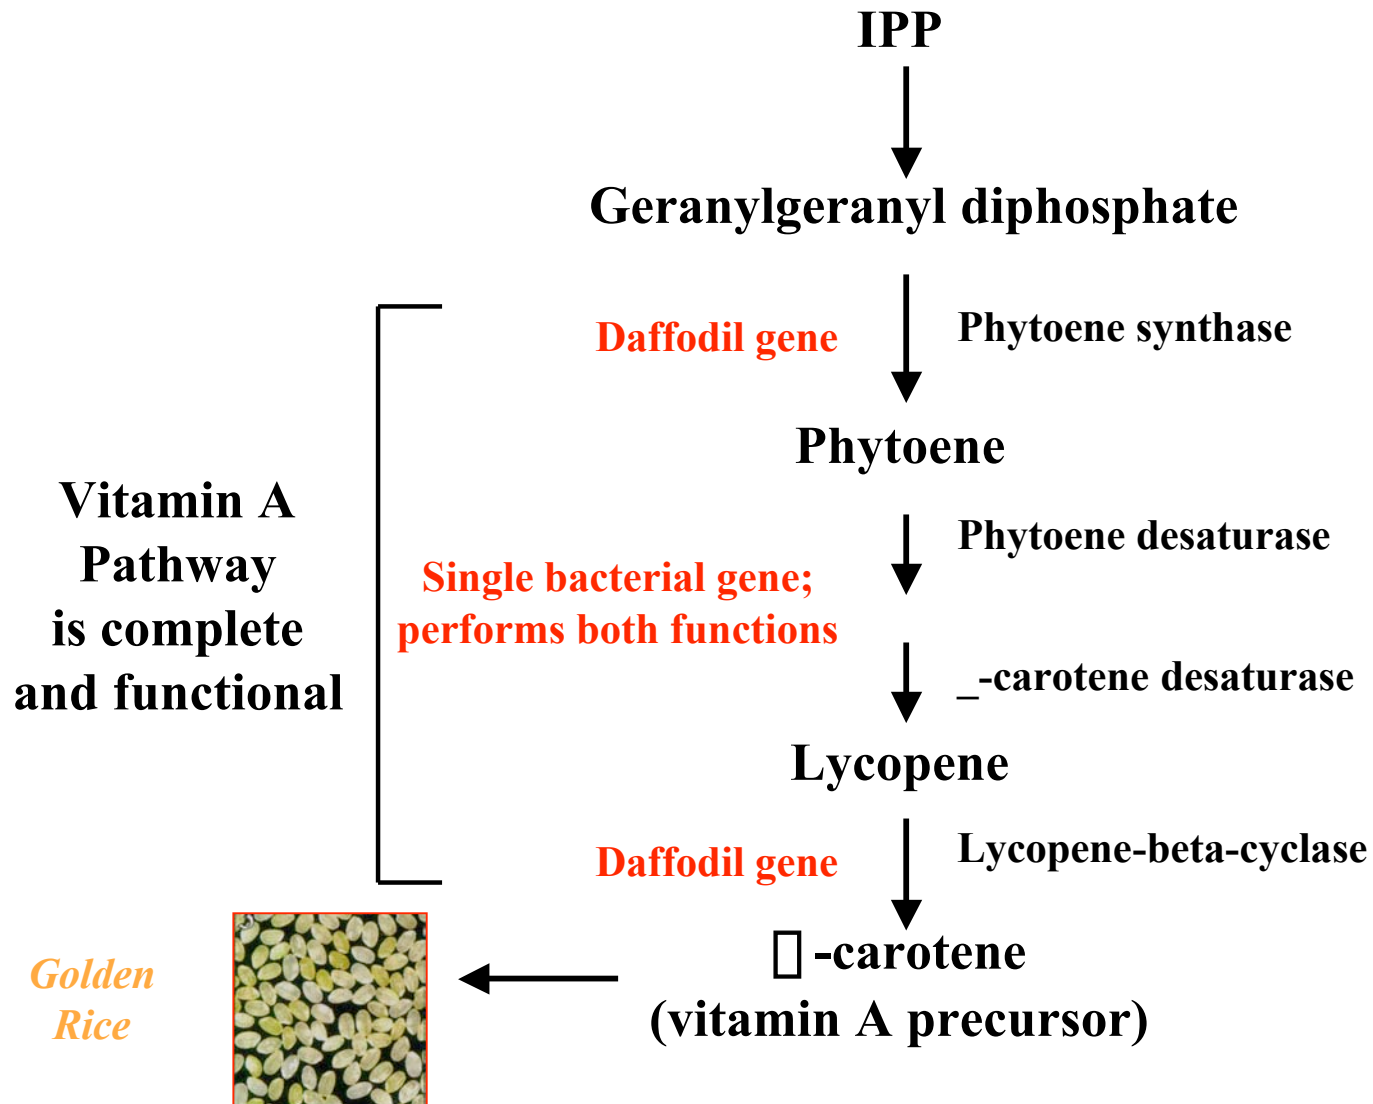 IPP
Geranylgeranyl diphosphate
Daffodil gene
Phytoene synthase
Phytoene
Vitamin A
Pathway
is complete
and functional
Single bacterial gene;
performs both functions
Phytoene desaturase
_-carotene desaturase
Lycopene
Daffodil gene
Lycopene-beta-cyclase
▯-carotene
(vitamin A precursor)
Golden
Rice